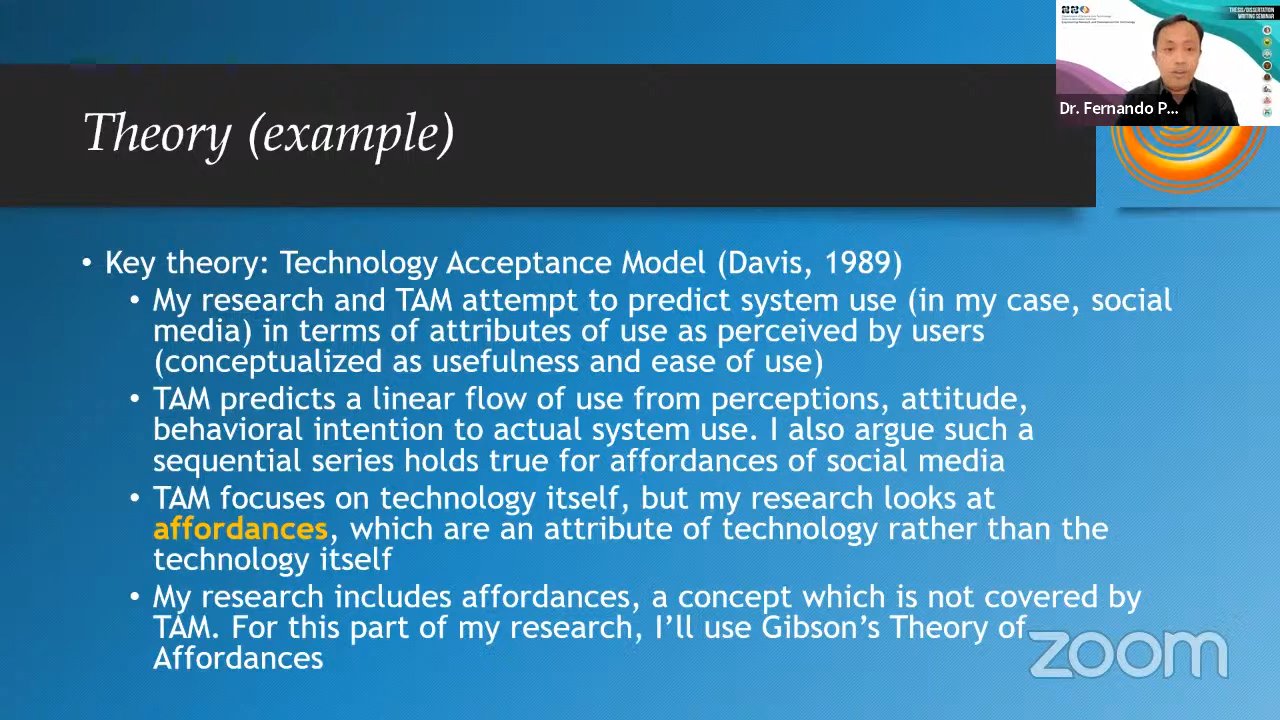 THESIS/DISSERTATION
WRITING SEMINAR
Dr. Fernando P...
Theory (example)
• Key theory: Technology Acceptance Model (Davis, 1989)
• My research and TAM attempt to predict system use (in my case, social
media) in terms of attributes of use as perceived by users
(conceptualized as usefulness and ease of use)
• TAM predicts a linear flow of use from perceptions, attitude,
behavioral intention to actual system use. I also argue such a
sequential series holds true for affordances of social media
• TAM focuses on technology itself, but my research looks at
affordances, which are an attribute of technology rather than the
technology itself
• My research includes affordances, a concept which is not covered by
TAM. For this part of my research, I’ll use Gibson’s Theory of
Affordances
zoom